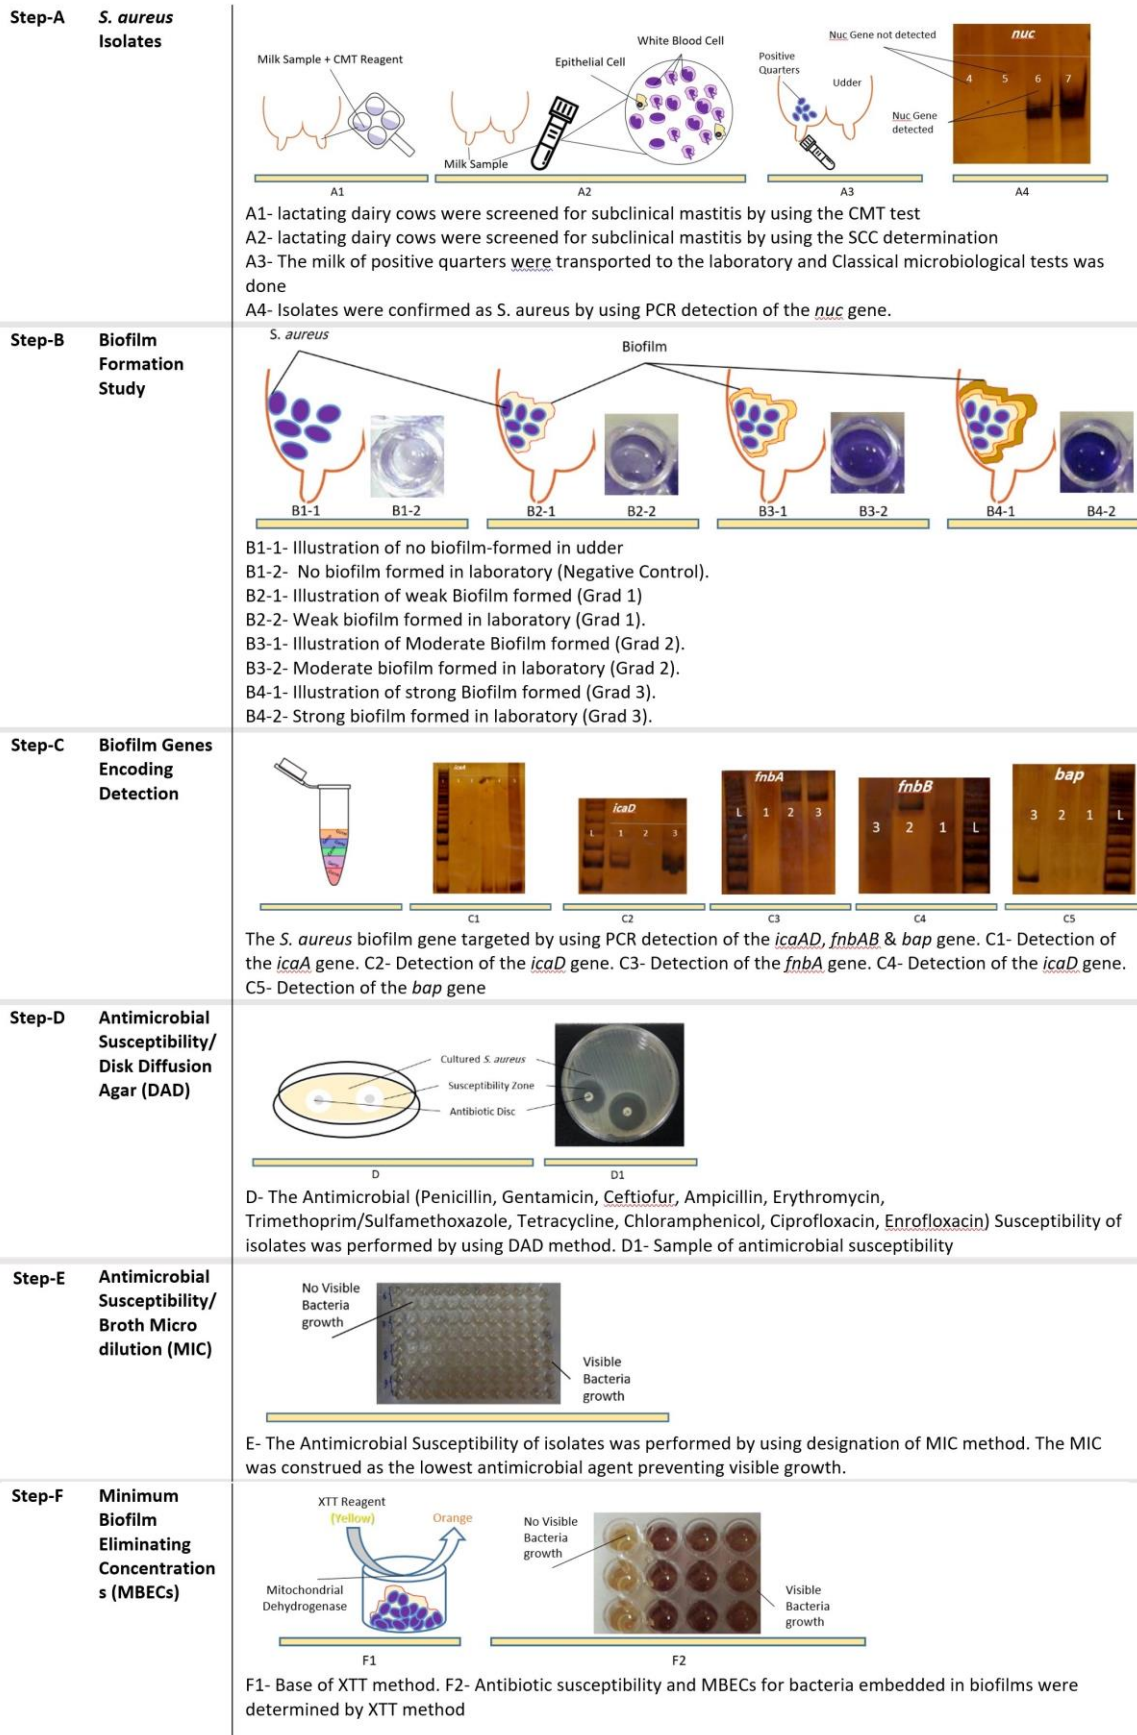 Step-A
S. aureus
Isolates
Milk Sample + CMT Reagent
Epithelial Cell
White Blood Cell
Milk Sample
Positive
Quarters
Udder
Nuc Gene not detected
Nuc Gene
detected
nuc
4 5 6 7
A1
A2
A3
A4
A1- lactating dairy cows were screened for subclinical mastitis by using the CMT test
A2- lactating dairy cows were screened for subclinical mastitis by using the SCC determination
A3- The milk of positive quarters were transported to the laboratory and Classical microbiological tests was
done
A4- Isolates were confirmed as S. aureus by using PCR detection of the nuc gene.
Step-B
Biofilm
Formation
Study
S. aureus
Biofilm
B1-1
B1-2
B2-1
B2-2
B3-1
B3-2
B4-1
B4-2
B1-1- Illustration of no biofilm-formed in udder
B1-2- No biofilm formed in laboratory (Negative Control).
B2-1- Illustration of weak Biofilm formed (Grad 1)
B2-2- Weak biofilm formed in laboratory (Grad 1).
B3-1- Illustration of Moderate Biofilm formed (Grad 2).
B3-2- Moderate biofilm formed in laboratory (Grad 2).
B4-1- Illustration of strong Biofilm formed (Grad 3).
B4-2- Strong biofilm formed in laboratory (Grad 3).
Step-C
Biofilm Genes
Encoding
Detection
icaD
L 1 2 3
fnbA
L 1 2 3
fnbB
3 2 1 L
bap
3 2 1 L
C1
C2
C3
C4
C5
The S. aureus biofilm gene targeted by using PCR detection of the icaAD, fnbAB & bap gene. C1- Detection of
the icaA gene. C2- Detection of the icaD gene. C3- Detection of the fnbA gene. C4- Detection of the icaD gene.
C5- Detection of the bap gene
Step-D
Antimicrobial
Susceptibility/
Disk Diffusion
Agar (DAD)
Cultured S. aureus
Susceptibility Zone
Antibiotic Disc
D
D1
D- The Antimicrobial (Penicillin, Gentamicin, Ceftiofur, Ampicillin, Erythromycin,
Trimethoprim/Sulfamethoxazole, Tetracycline, Chloramphenicol, Ciprofloxacin, Enrofloxacin) Susceptibility of
isolates was performed by using DAD method. D1- Sample of antimicrobial susceptibility
Step-E
Antimicrobial
Susceptibility/
Broth Micro
dilution (MIC)
No Visible
Bacteria
growth
Visible
Bacteria
growth
E- The Antimicrobial Susceptibility of isolates was performed by using designation of MIC method. The MIC
was construed as the lowest antimicrobial agent preventing visible growth.
Step-F
Minimum
Biofilm
Eliminating
Concentration
s (MBECs)
XTT Reagent
(Yellow)
Orange
Mitochondrial
Dehydrogenase
No Visible
Bacteria
growth
Visible
Bacteria
growth
F1
F2
F1- Base of XTT method. F2- Antibiotic susceptibility and MBECs for bacteria embedded in biofilms were
determined by XTT method